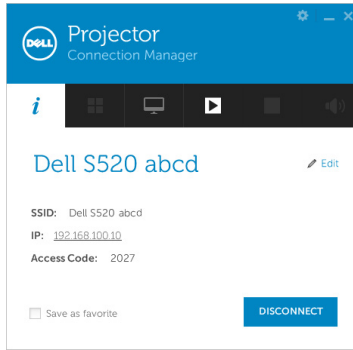 DELL
Projector
Connection Manager
i
Dell S520 abcd
Edit
SSID: Dell S520 abcd
IP: 192.168.100.10
Access Code: 2027
Save as favorite
DISCONNECT